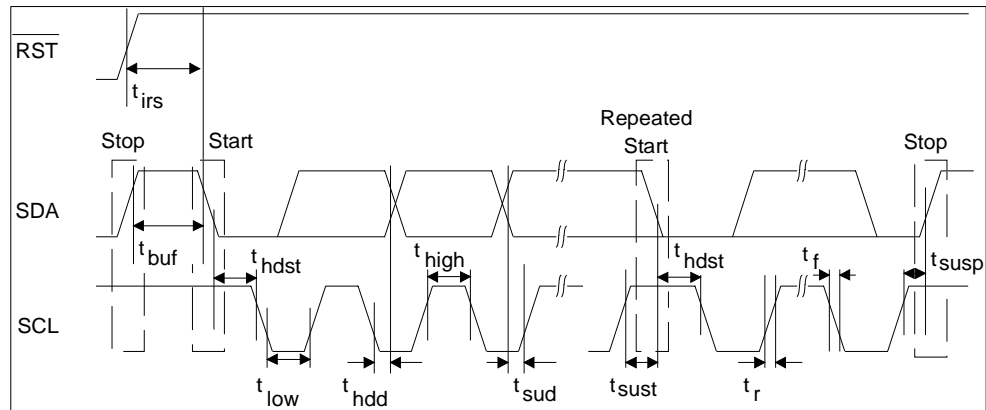 RST
t irs
Stop
Start
Repeated
Start
Stop
SDA
t buf
t hdst
t high
t hdst
t f
t susp
SCL
t low
t hdd
t sud
t sust
t r